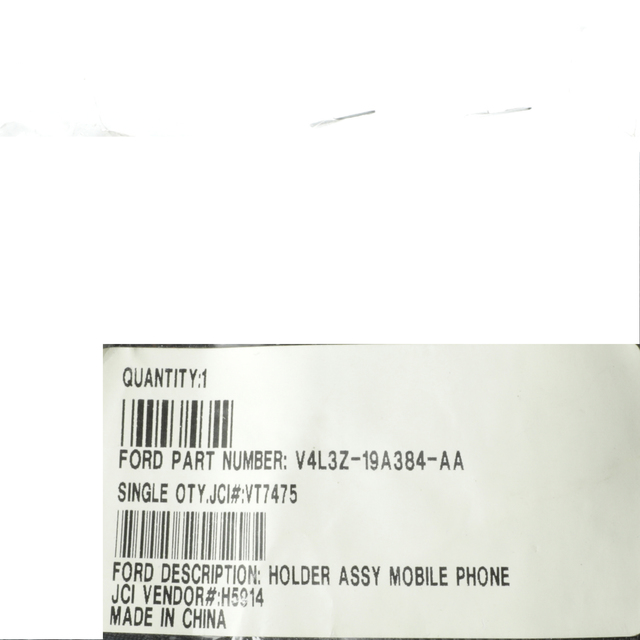 QUANTITY:1
FORD PART NUMBER: V4L3Z-19A384-AA
SINGLE QTY.JCI#:VT7475
FORD DESCRIPTION: HOLDER ASSY MOBILE PHONE
JCI VENDOR#:H5914
MADE IN CHINA